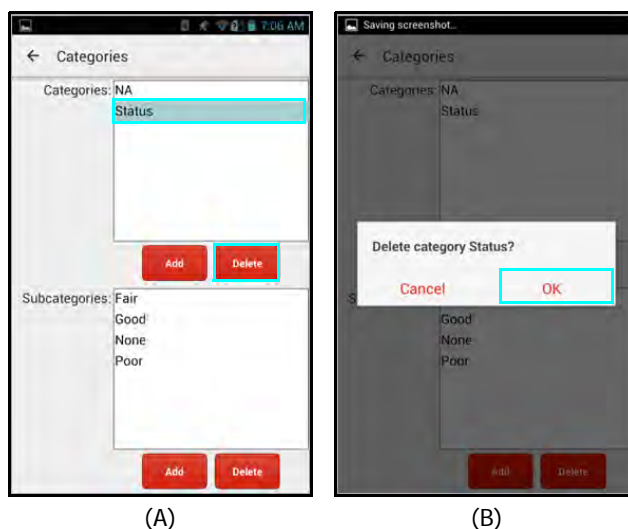 7:06 AM
← Categories
Categories: NA
Status
Add Delete
Subcategories: Fair
Good
None
Poor
Add Delete
(A)
Saving screenshot...
← Categories
Categories: NA
Status
Delete category Status?
Cancel OK
S
Good
None
Poor
Add Delete
(B)